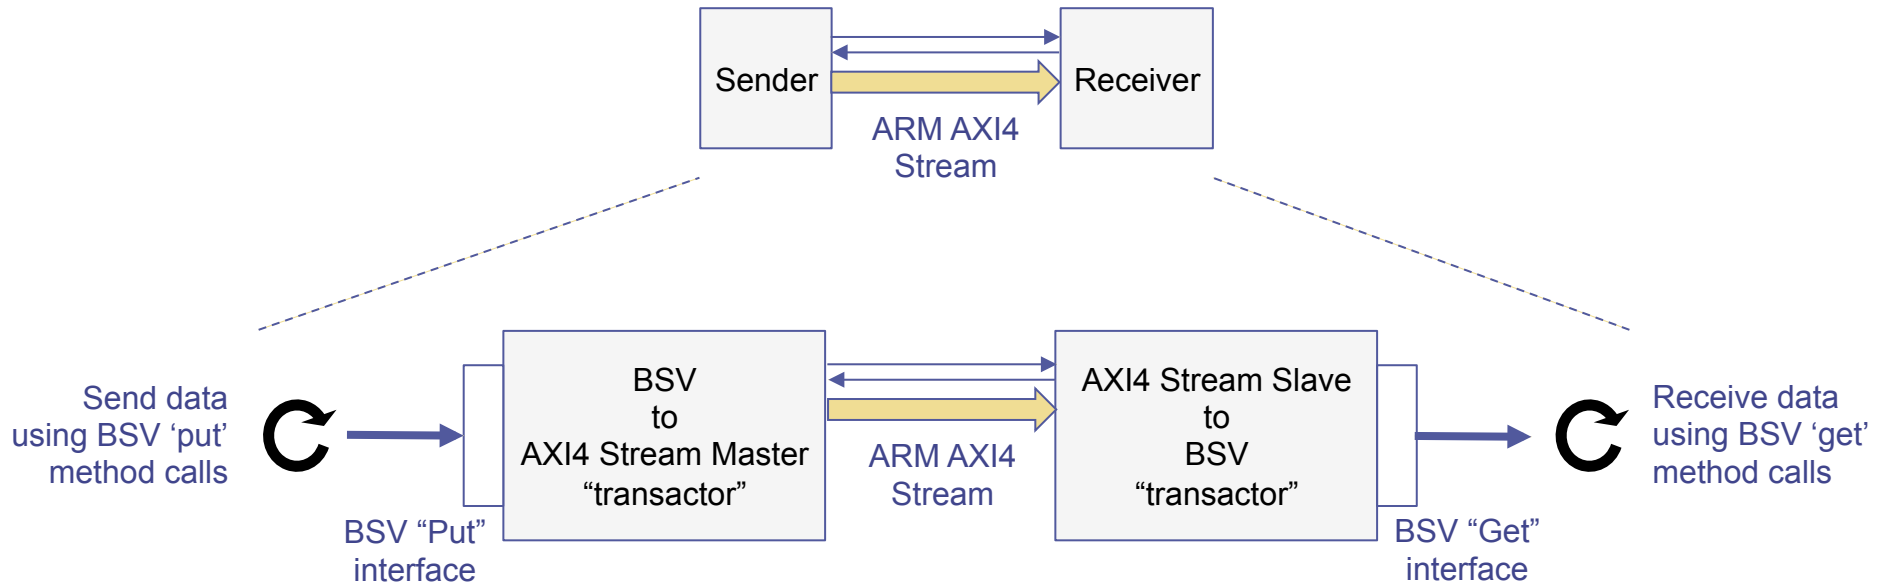 Sender
Receiver
ARM AXI4
Stream
Send data
using BSV ‘put’
method calls
BSV “Put”
interface
BSV
to
AXI4 Stream Master
“transactor”
ARM AXI4
Stream
AXI4 Stream Slave
to
BSV
“transactor”
BSV “Get”
interface
Receive data
using BSV ‘get’
method calls